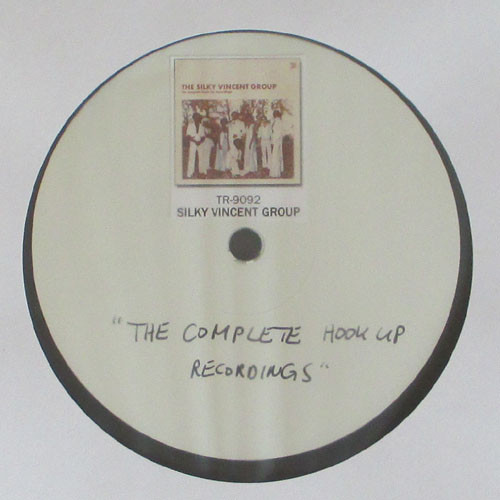 THE SILKY VINCENT GROUP
TR-9092
SILKY VINCENT GROUP
"THE COMPLETE HOOK UP
RECORDINGS"